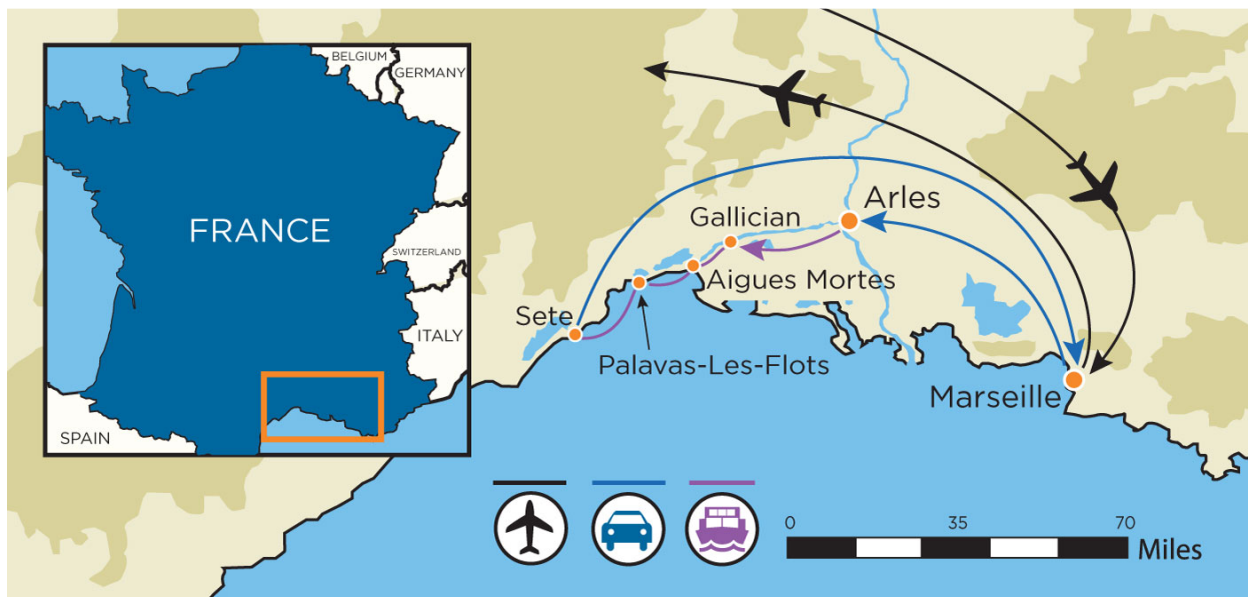 BELGIUM
GERMANY
FRANCE
SWITZERLAND
ITALY
SPAIN
Arles
Gallician
Aigues Mortes
Sete
Palavas-Les-Flots
Marseille
0 35 70
Miles